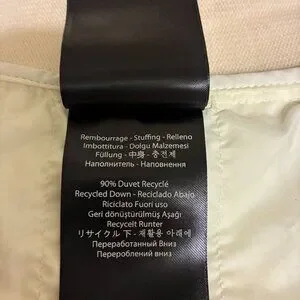 Rembourrage - Stuffing - Relleno
Imbottitura - Dolgu Malzemesi
Füllung - 中身 - 충전제
Наполнитель - Наповнення
90% Duvet Recyclé
Recycled Down - Reciclado Abajo
Riciclato Fuori uso
Geri dönüştürülmüş Aşağı
Recycelt Runter
リサイクル 下 - 재활용 아래에
Переработанный Вниз
Перероблений вниз